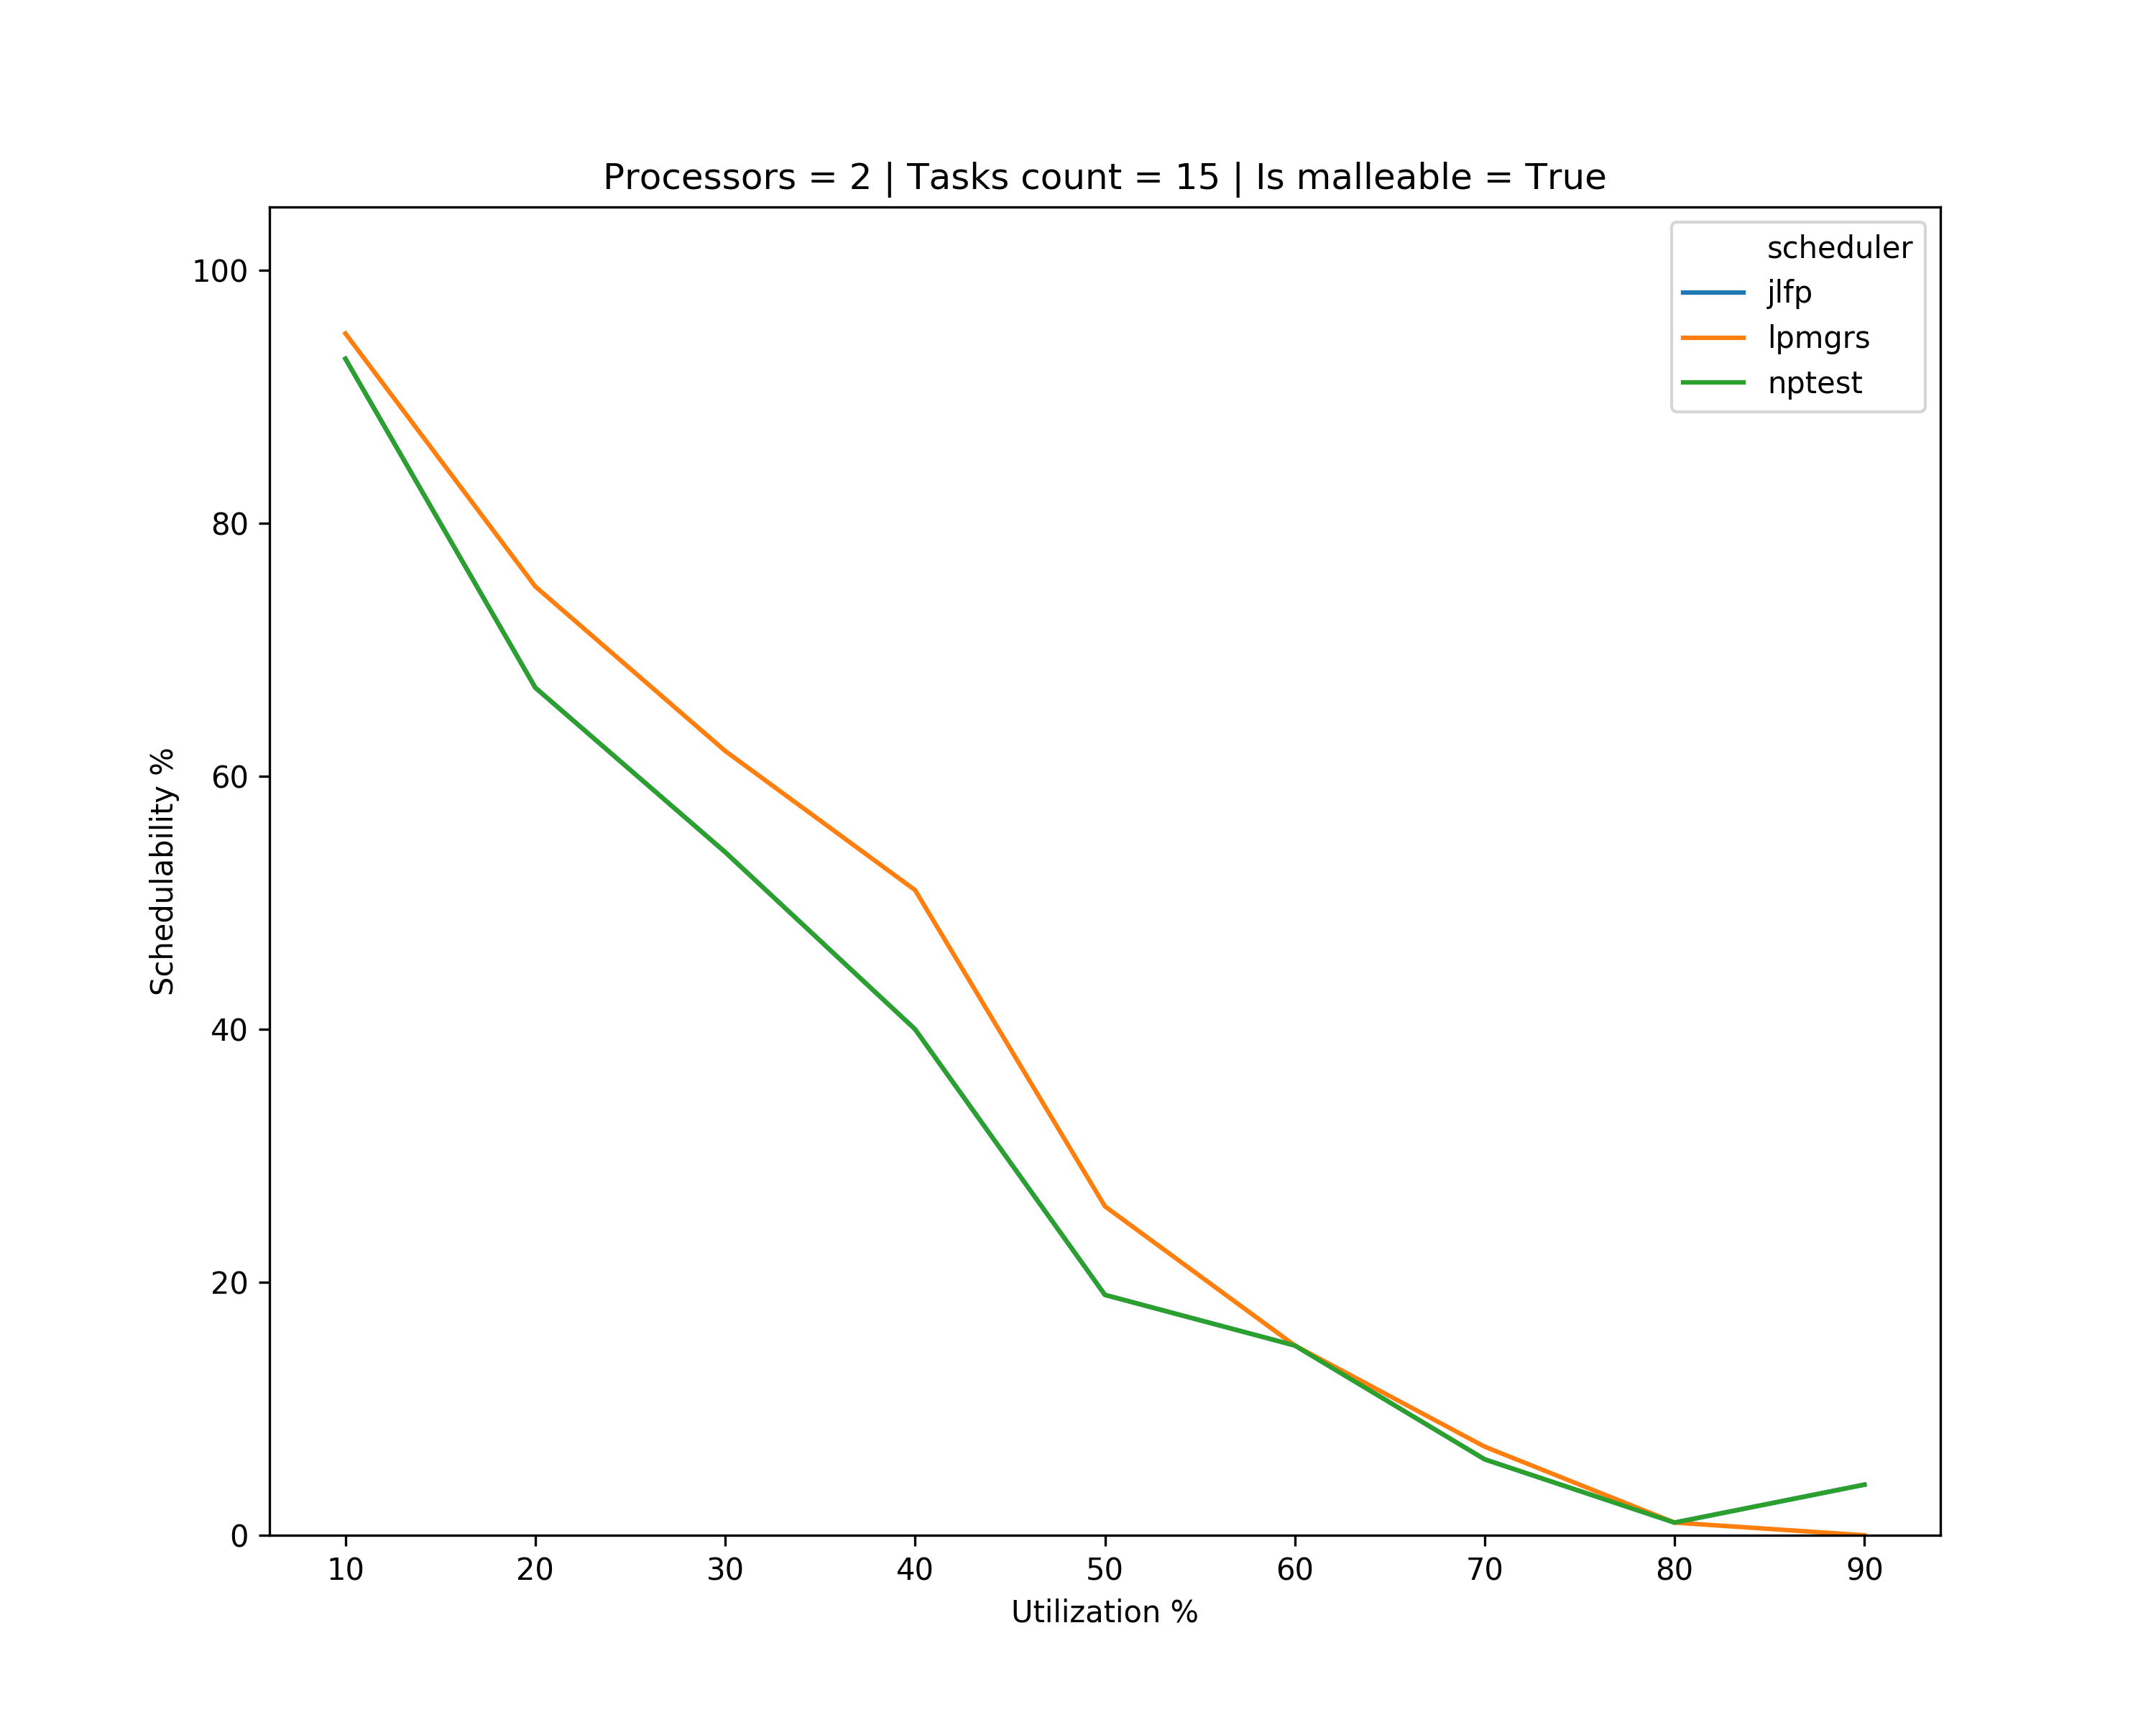 Processors = 2 | Tasks count = 15 | Is malleable = True
scheduler
jlfp
lpmgrs
nptest
Schedulability %
100
80
60
40
20
0
10 20 30 40 50 60 70 80 90
Utilization %